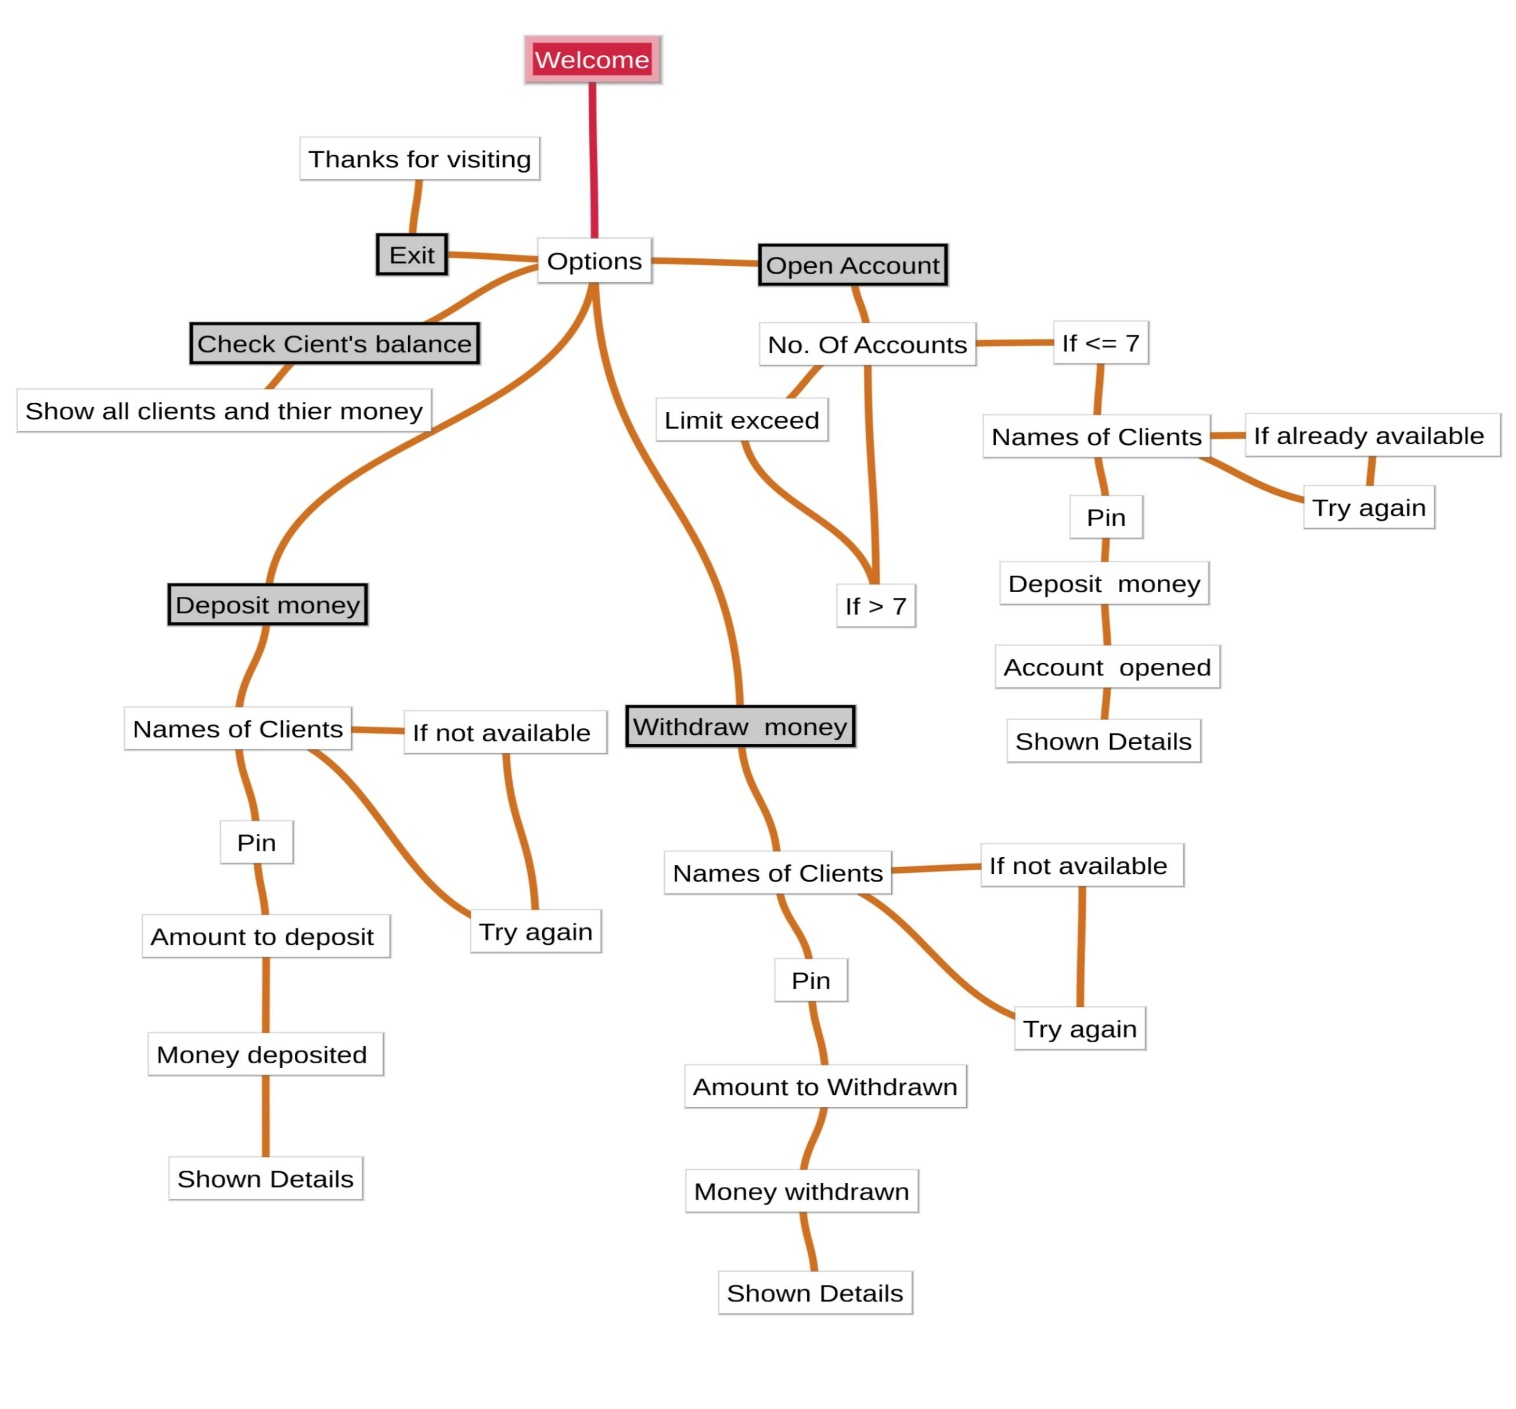 Welcome
Thanks for visiting
Exit
Options
Open Account
Check Cient's balance
No. Of Accounts
If <= 7
Show all clients and thier money
Limit exceed
Names of Clients
If already available
Try again
Pin
Deposit money
If > 7
Account opened
Shown Details
Deposit money
Names of Clients
If not available
Pin
Amount to deposit
Try again
Money deposited
Shown Details
Withdraw money
Names of Clients
If not available
Pin
Try again
Amount to Withdrawn
Money withdrawn
Shown Details